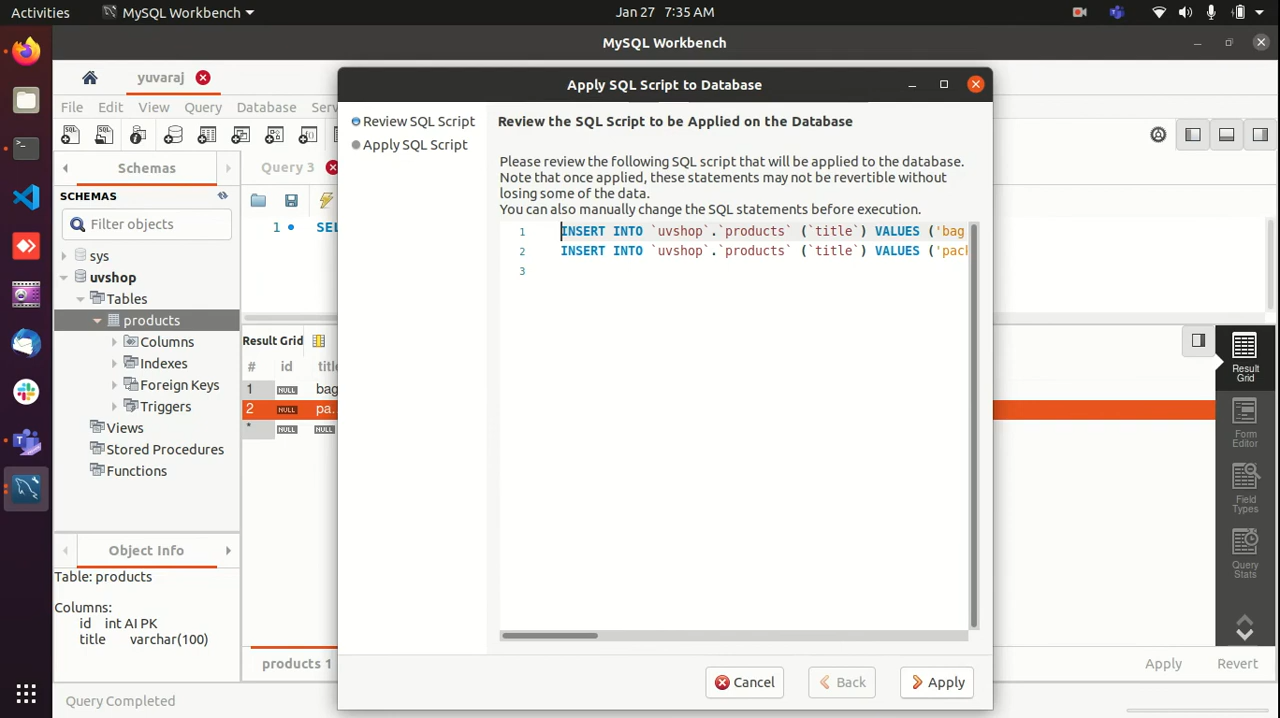 Activities
MySQL Workbench
Jan 27 7:35 AM
MySQL Workbench
yuvaraj
File Edit View Query Database Serv
Schemas
Query 3
SCHEMAS
Filter objects
1
SEL
sys
uvshop
Tables
products
Columns
Indexes
Foreign Keys
Triggers
Views
Stored Procedures
Functions
Result Grid
# id title
1 NULL bag
2 NULL pa..
* NULL NULL
Object Info
Table: products
Columns:
id int AI PK
title varchar(100)
products 1
Query Completed
Apply SQL Script to Database
Review SQL Script
Apply SQL Script
Review the SQL Script to be Applied on the Database
Please review the following SQL script that will be applied to the database.
Note that once applied, these statements may not be revertible without
losing some of the data.
You can also manually change the SQL statements before execution.
1 INSERT INTO `uvshop`.`products` (`title`) VALUES ('bag
2 INSERT INTO `uvshop`.`products` (`title`) VALUES ('pack
3
Cancel
Back
Apply
Result
Grid
Form
Editor
Field
Types
Query
Stats
Apply
Revert